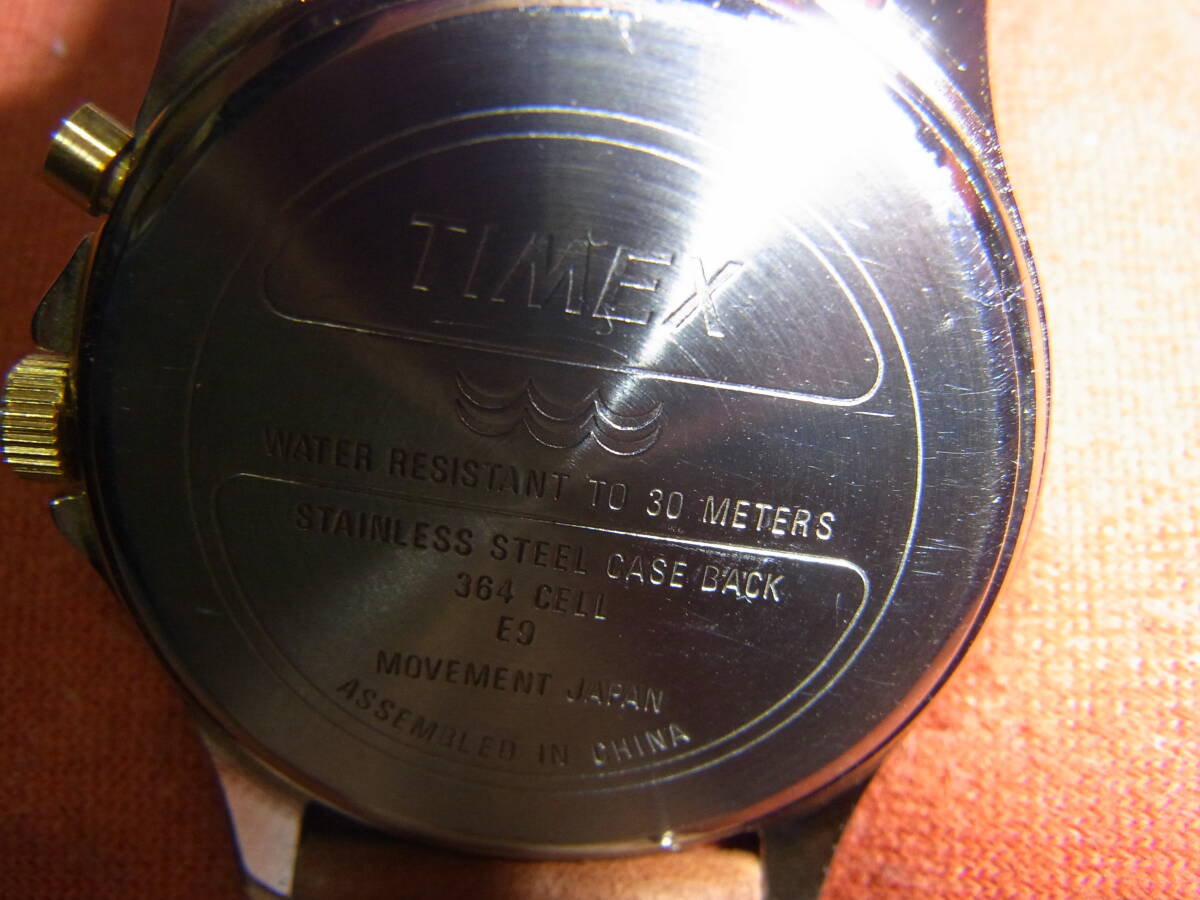 TIMEX
WATER RESISTANT TO 30 METERS
STAINLESS STEEL CASE BACK
364 CELL
E9
MOVEMENT JAPAN
ASSEMBLED IN CHINA